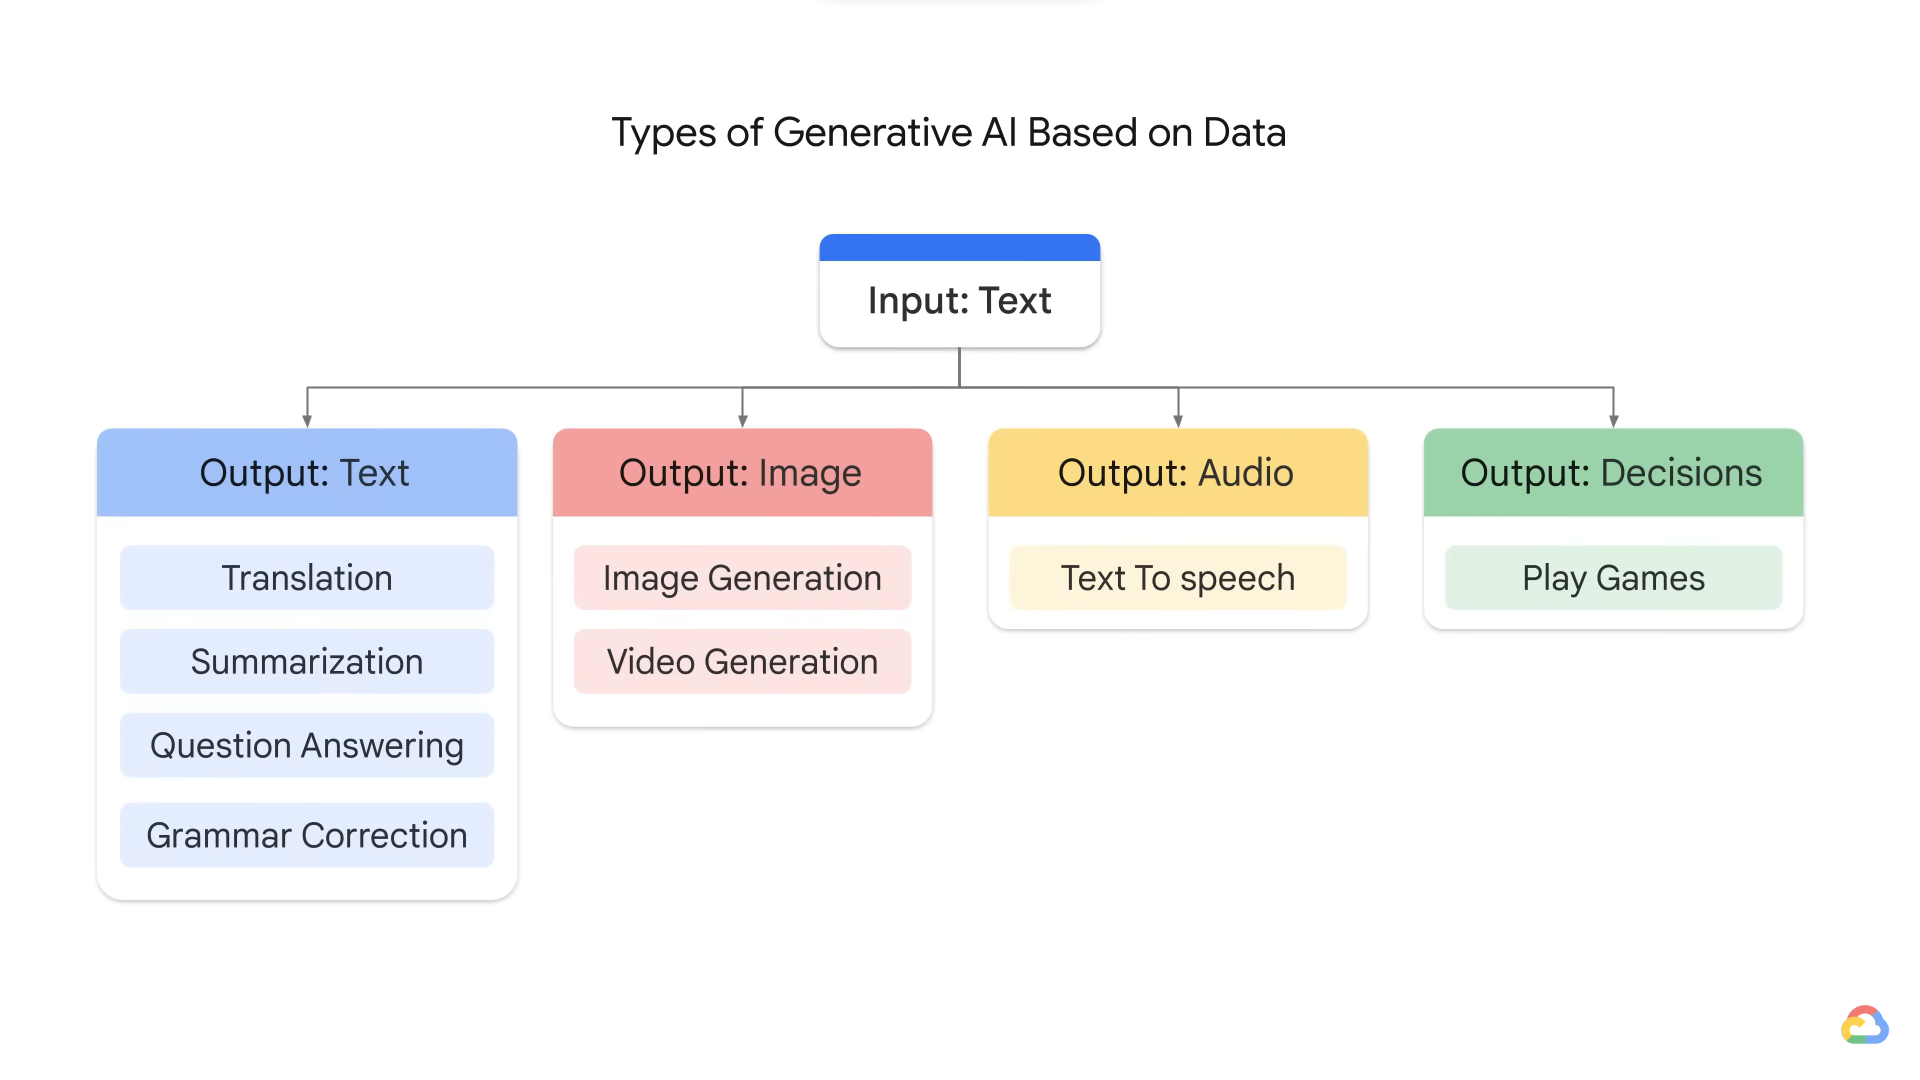 Types of Generative AI Based on Data
Input: Text
Output: Text
Translation
Summarization
Question Answering
Grammar Correction
Output: Image
Image Generation
Video Generation
Output: Audio
Text To speech
Output: Decisions
Play Games